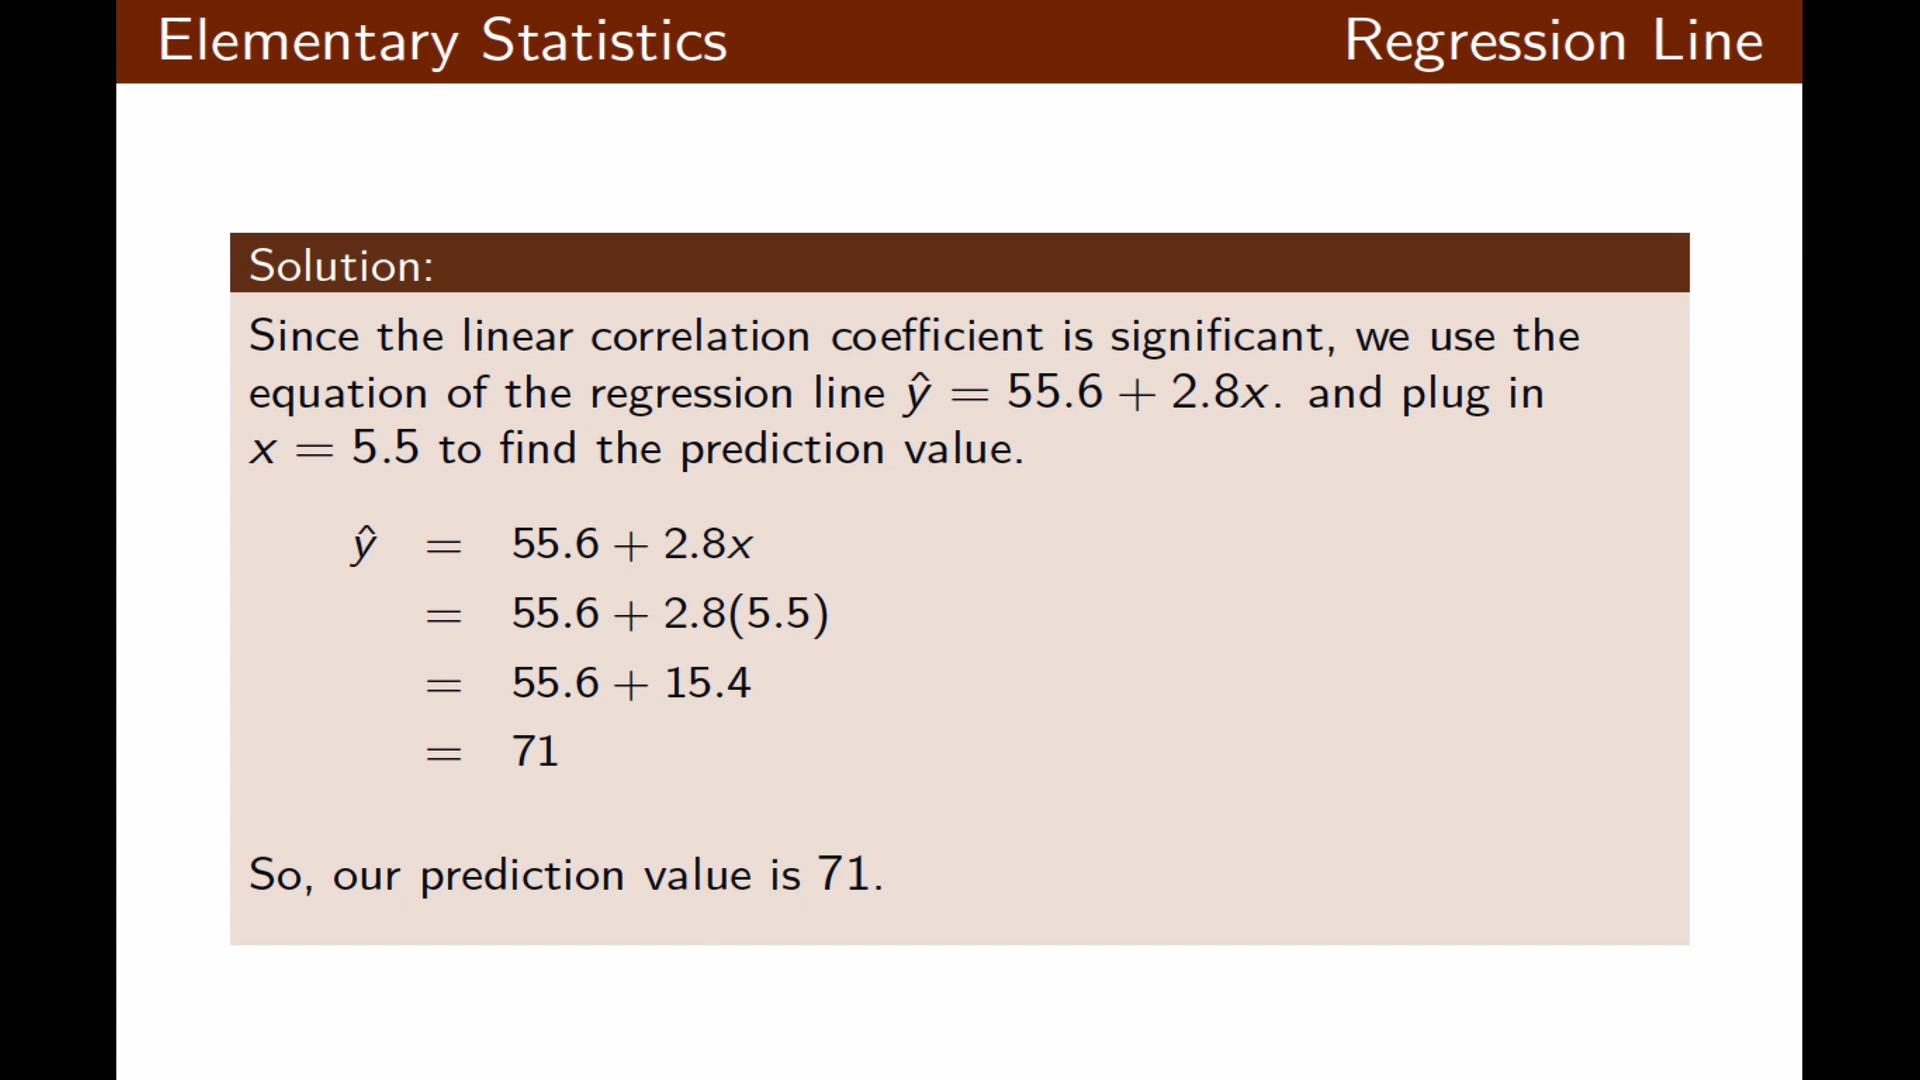 Elementary Statistics Regression Line
Solution:
Since the linear correlation coefficient is significant, we use the
equation of the regression line ŷ = 55.6 + 2.8x. and plug in
x = 5.5 to find the prediction value.
ŷ = 55.6 + 2.8x
= 55.6 + 2.8(5.5)
= 55.6 + 15.4
= 71
So, our prediction value is 71.